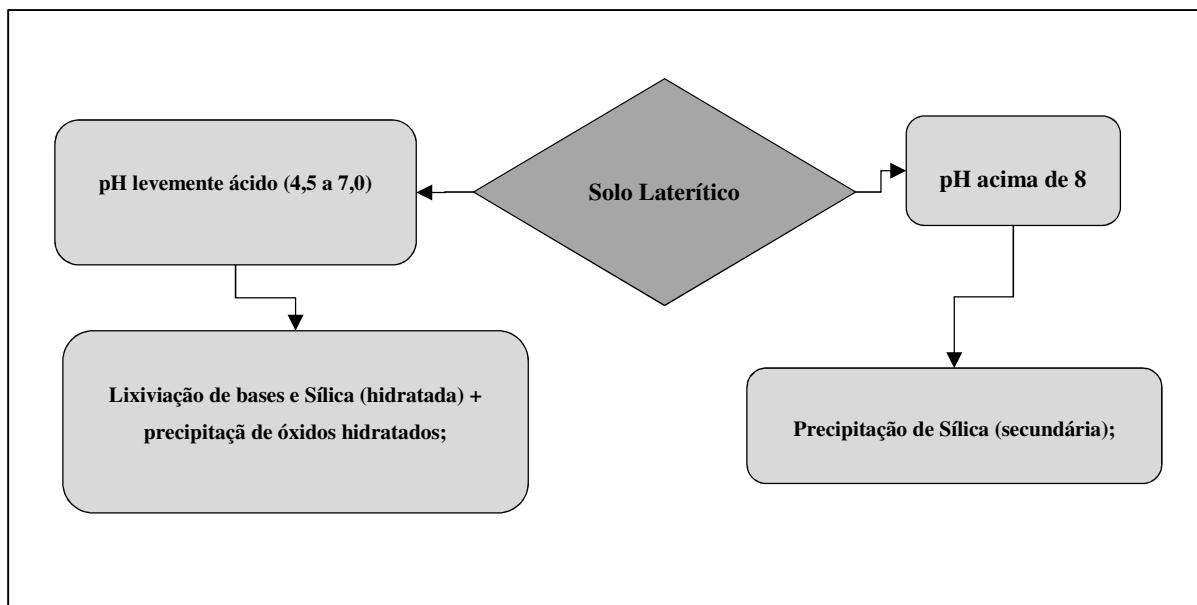 pH levemente ácido (4,5 a 7,0)
Solo Laterítico
pH acima de 8
Lixiviação de bases e Sílica (hidratada) +
precipitaçã de óxidos hidratados;
Precipitação de Sílica (secundária);